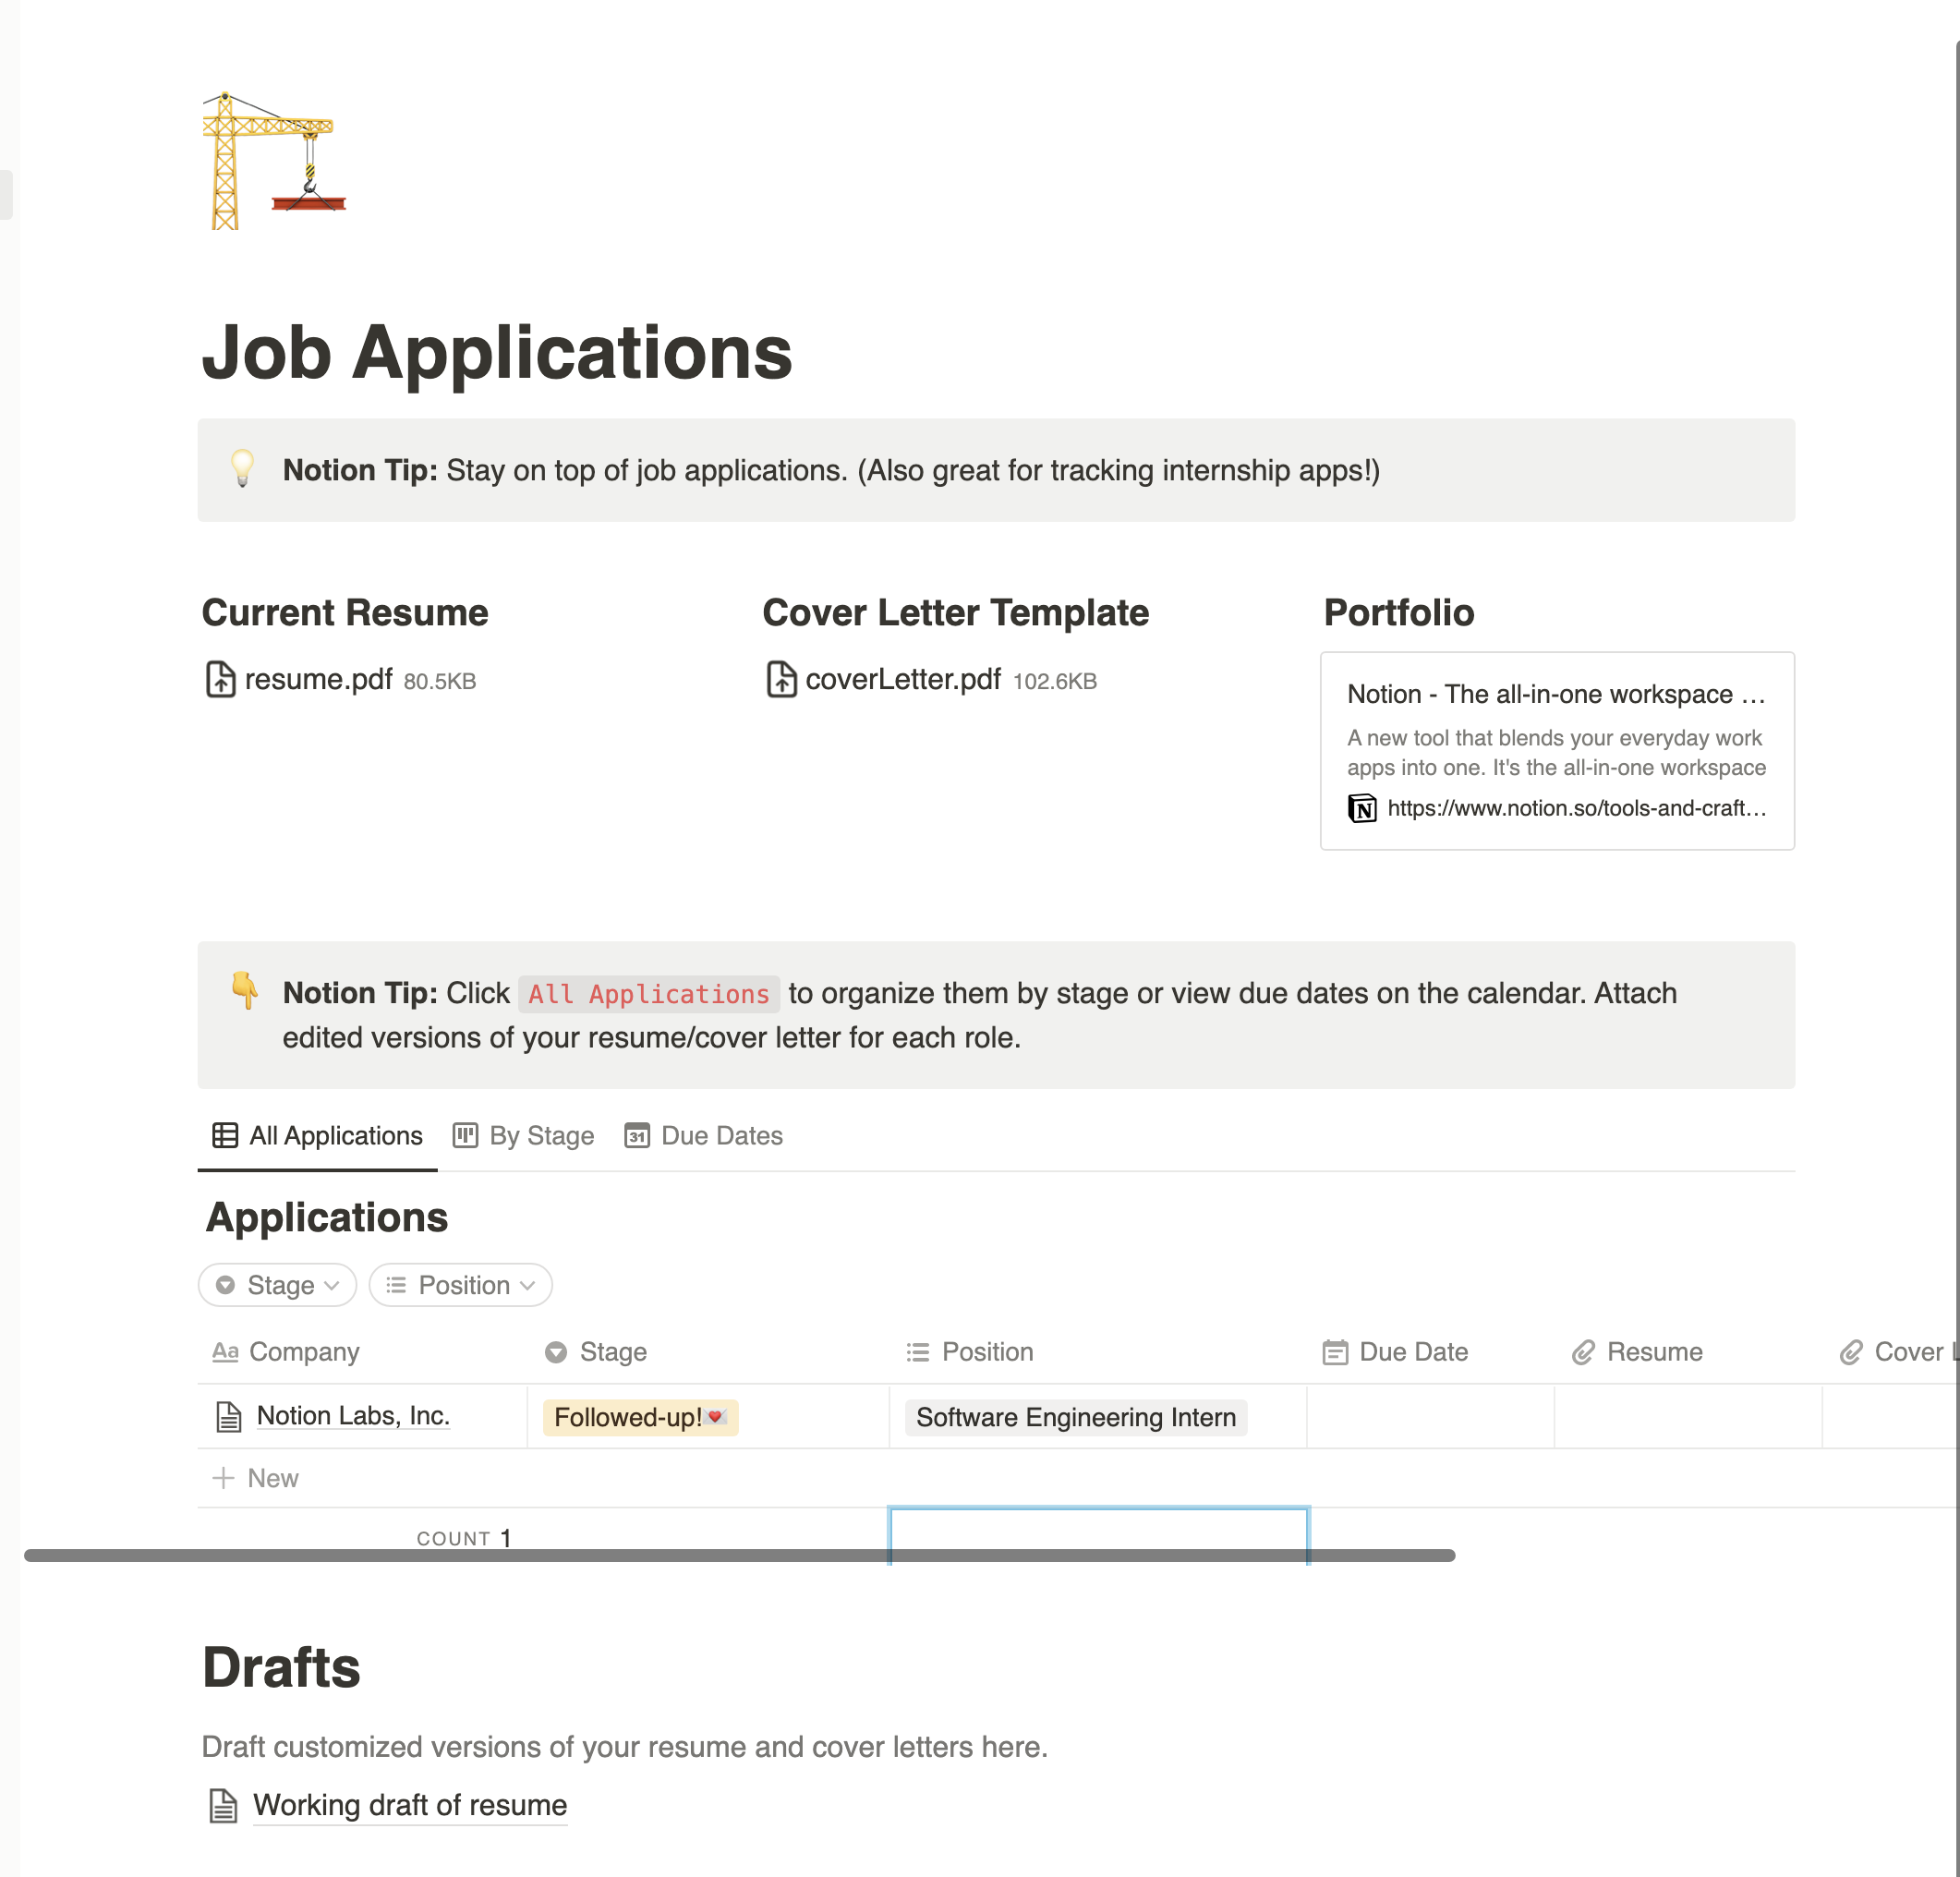 Job Applications
Notion Tip: Stay on top of job applications. (Also great for tracking internship apps!)
Current Resume
resume.pdf 80.5KB
Cover Letter Template
coverLetter.pdf 102.6KB
Portfolio
Notion - The all-in-one workspace …
A new tool that blends your everyday work
apps into one. It's the all-in-one workspace
N https://www.notion.so/tools-and-craft…
Notion Tip: Click All Applications to organize them by stage or view due dates on the calendar. Attach
edited versions of your resume/cover letter for each role.
All Applications By Stage 31 Due Dates
Applications
Stage Position
Aa Company Stage Position Due Date Resume Cover
Notion Labs, Inc. Followed-up!💌 Software Engineering Intern
+ New
COUNT 1
Drafts
Draft customized versions of your resume and cover letters here.
Working draft of resume